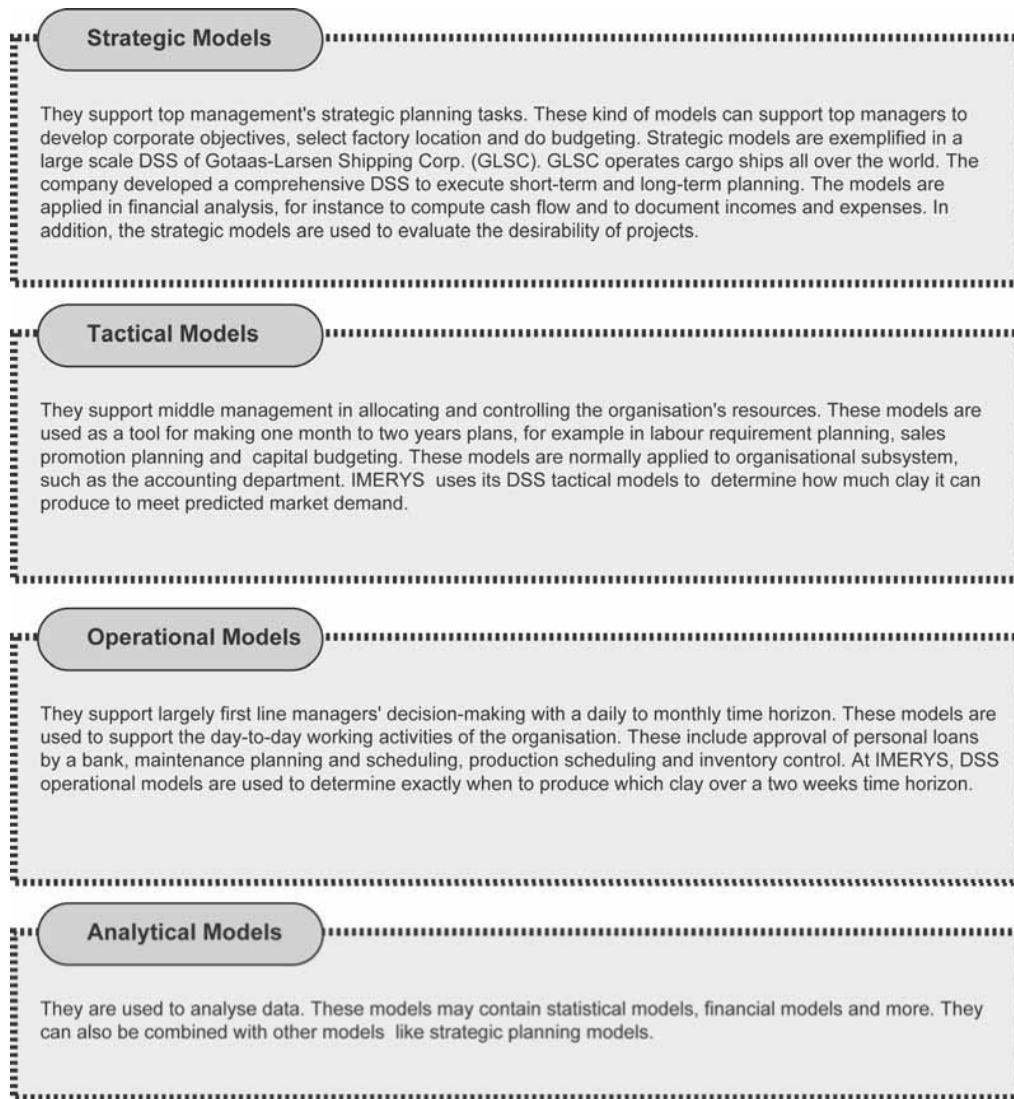 Strategic Models
They support top management's strategic planning tasks. These kind of models can support top managers to
develop corporate objectives, select factory location and do budgeting. Strategic models are exemplified in a
large scale DSS of Gotaas-Larsen Shipping Corp. (GLSC). GLSC operates cargo ships all over the world. The
company developed a comprehensive DSS to execute short-term and long-term planning. The models are
applied in financial analysis, for instance to compute cash flow and to document incomes and expenses. In
addition, the strategic models are used to evaluate the desirability of projects.
Tactical Models
They support middle management in allocating and controlling the organisation's resources. These models are
used as a tool for making one month to two years plans, for example in labour requirement planning, sales
promotion planning and capital budgeting. These models are normally applied to organisational subsystem,
such as the accounting department. IMERYS uses its DSS tactical models to determine how much clay it can
produce to meet predicted market demand.
Operational Models
They support largely first line managers' decision-making with a daily to monthly time horizon. These models are
used to support the day-to-day working activities of the organisation. These include approval of personal loans
by a bank, maintenance planning and scheduling, production scheduling and inventory control. At IMERYS, DSS
operational models are used to determine exactly when to produce which clay over a two weeks time horizon.
Analytical Models
They are used to analyse data. These models may contain statistical models, financial models and more. They
can also be combined with other models like strategic planning models.